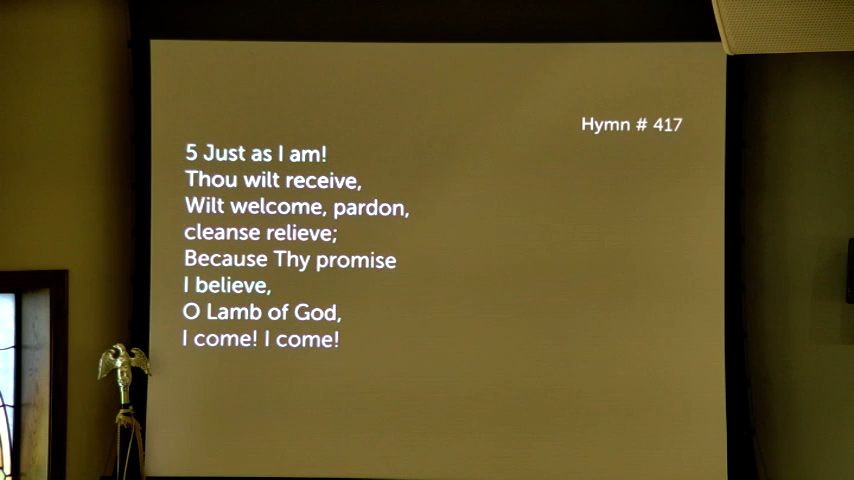 Hymn # 417
5 Just as I am!
Thou wilt receive,
Wilt welcome, pardon,
cleanse relieve;
Because Thy promise
I believe,
O Lamb of God,
I come! I come!